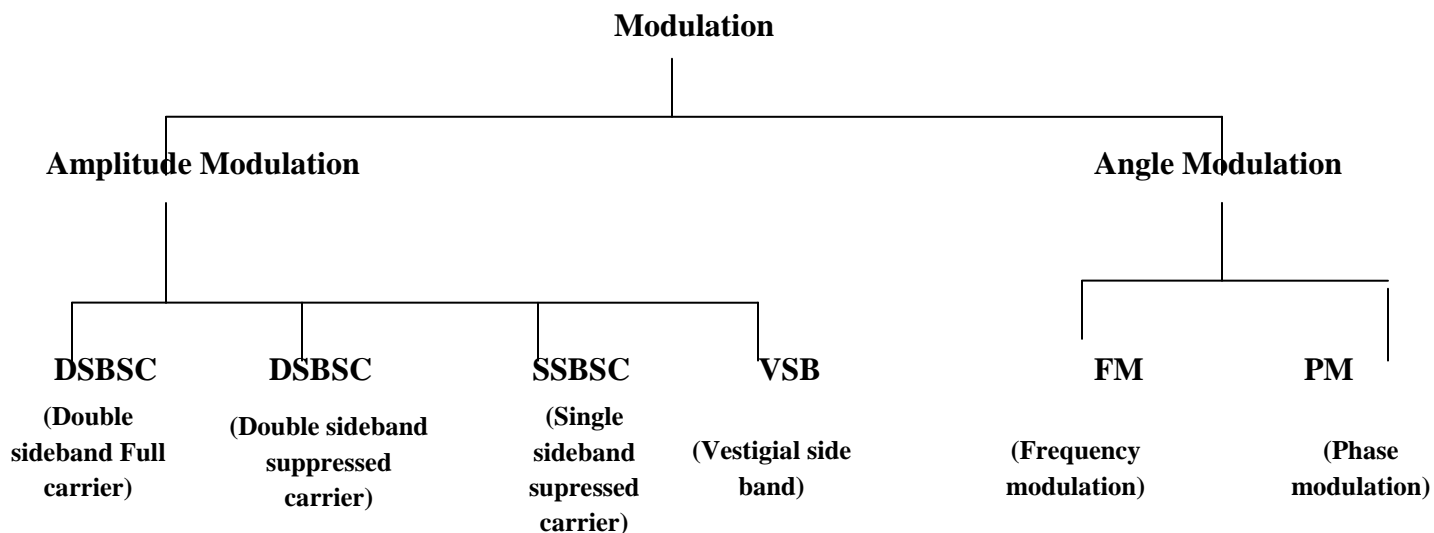 Modulation
Amplitude Modulation
Angle Modulation
DSBSC
(Double
sideband Full
carrier)
DSBSC
(Double sideband
suppressed
carrier)
SSBSC
(Single
sideband
supressed
carrier)
VSB
(Vestigial side
band)
FM
(Frequency
modulation)
PM
(Phase
modulation)